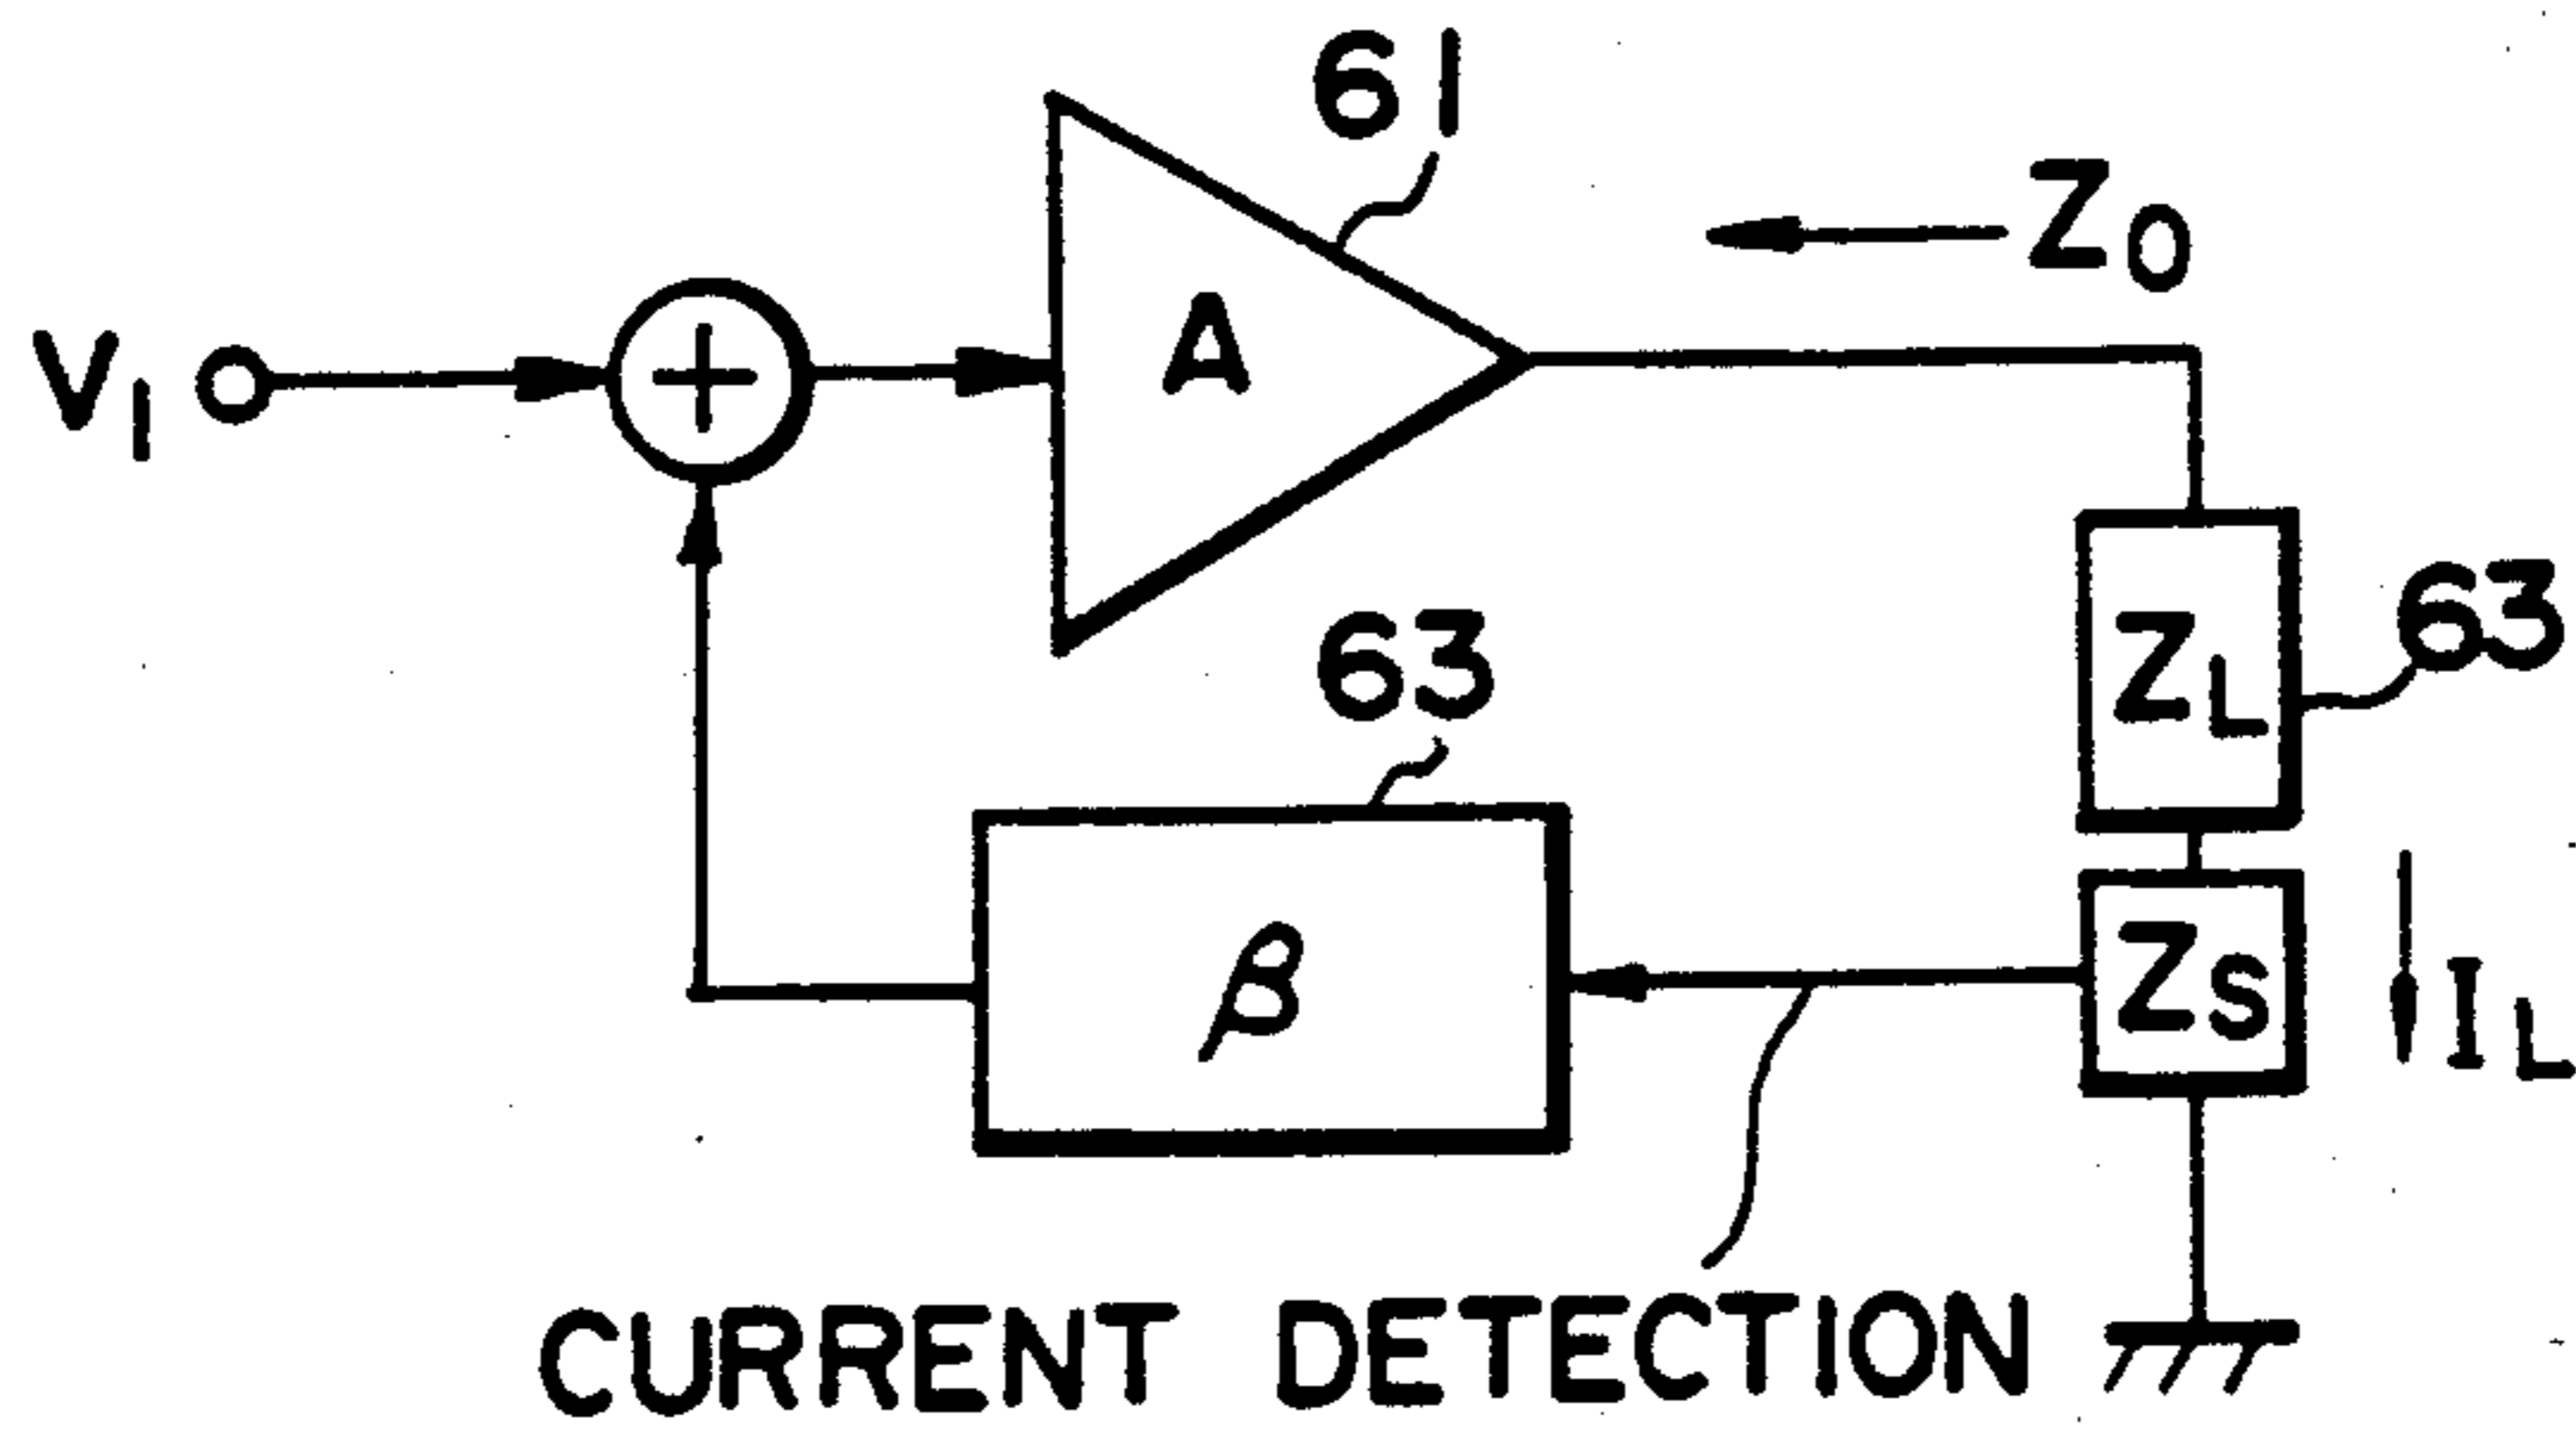 61
Z0
V1
+
A
63
ZL
63
β
ZS
IL
CURRENT DETECTION